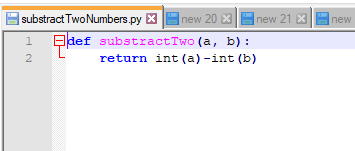 substractTwoNumbers.py new 20 new 21 new
1 def substractTwo(a, b):
2 return int(a)-int(b)